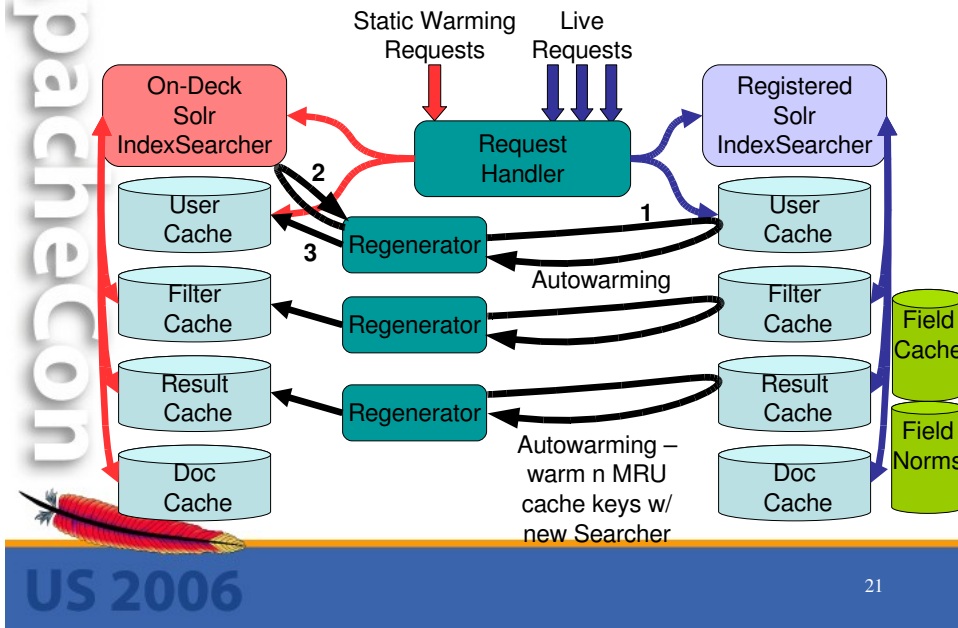 pacheCon
Static Warming
Requests
Live
Requests
On-Deck
Solr
IndexSearcher
Request
Handler
Registered
Solr
IndexSearcher
2
1
3
User
Cache
Regenerator
User
Cache
Autowarming
Filter
Cache
Regenerator
Filter
Cache
Field
Cache
Result
Cache
Regenerator
Result
Cache
Field
Norms
Autowarming –
warm n MRU
cache keys w/
new Searcher
Doc
Cache
Doc
Cache
US 2006
21